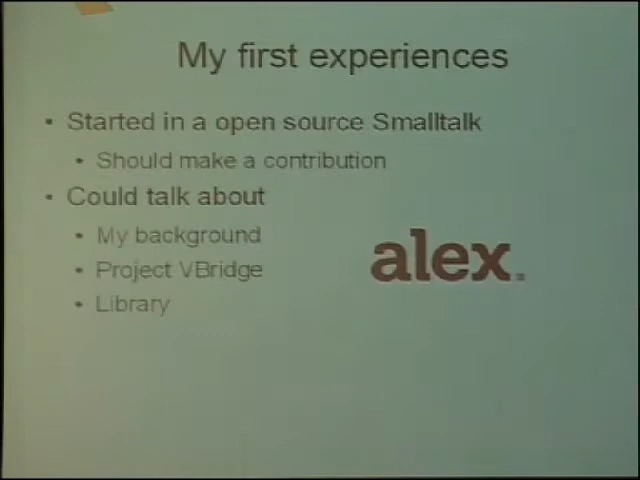 My first experiences
• Started in a open source Smalltalk
• Should make a contribution
• Could talk about
• My background
• Project VBridge
• Library
alex.